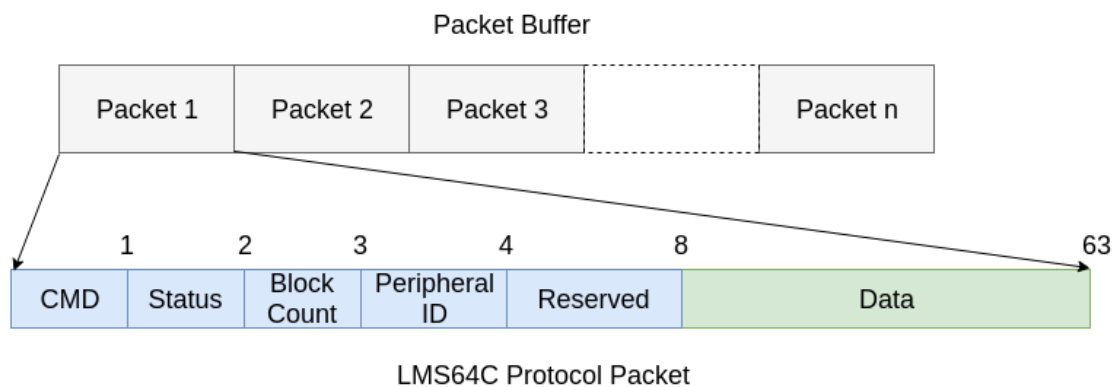 Packet Buffer
Packet 1
Packet 2
Packet 3
Packet n
1
2
3
4
8
63
CMD
Status
Block
Count
Peripheral
ID
Reserved
Data
LMS64C Protocol Packet